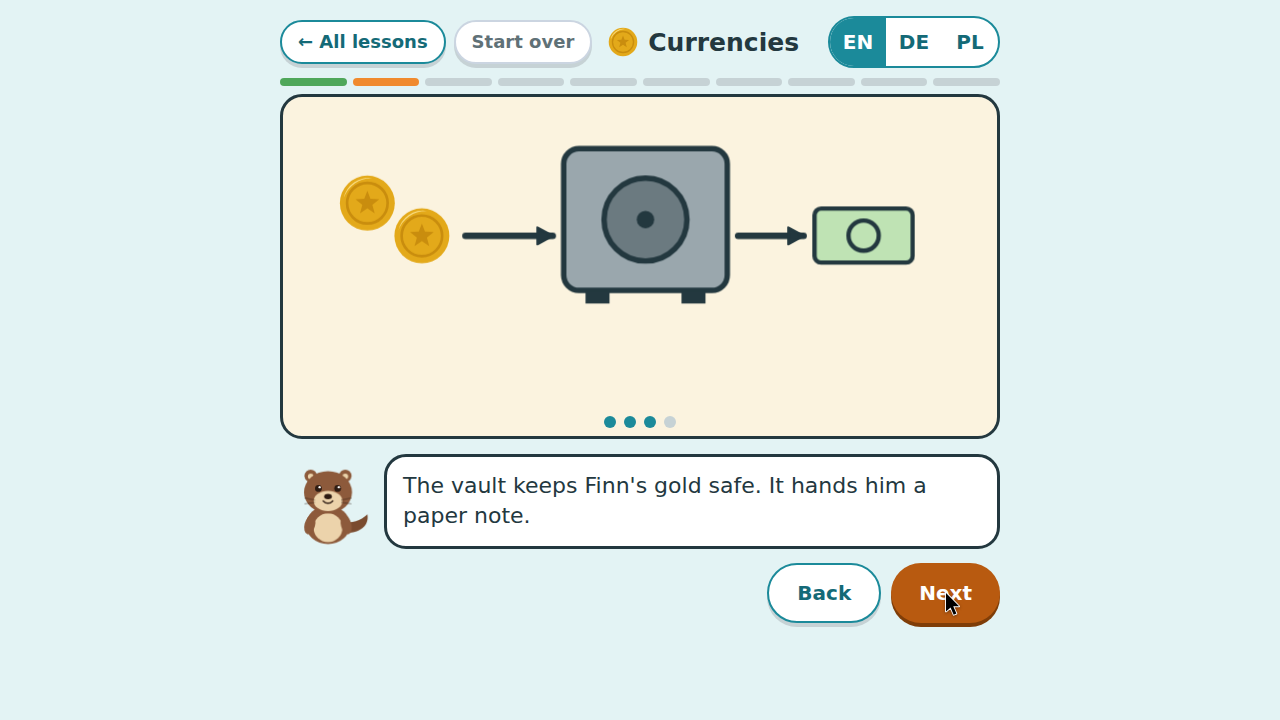 ← All lessons
Start over
Currencies
EN DE PL
The vault keeps Finn's gold safe. It hands him a
paper note.
Back
Next